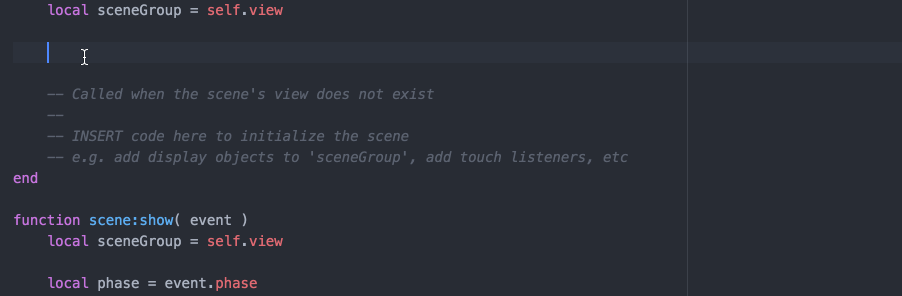 local sceneGroup = self.view
-- Called when the scene's view does not exist
--
-- INSERT code here to initialize the scene
-- e.g. add display objects to 'sceneGroup', add touch listeners, etc
end
function scene:show( event )
local sceneGroup = self.view
local phase = event.phase